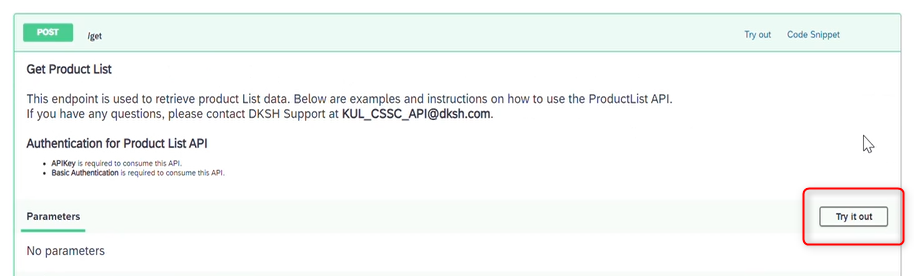 POST /get Try out Code Snippet
Get Product List
This endpoint is used to retrieve product List data. Below are examples and instructions on how to use the ProductList API.
If you have any questions, please contact DKSH Support at KUL_CSSC_API@dksh.com.
Authentication for Product List API
• APIKey is required to consume this API.
• Basic Authentication is required to consume this API.
Parameters Try it out
No parameters